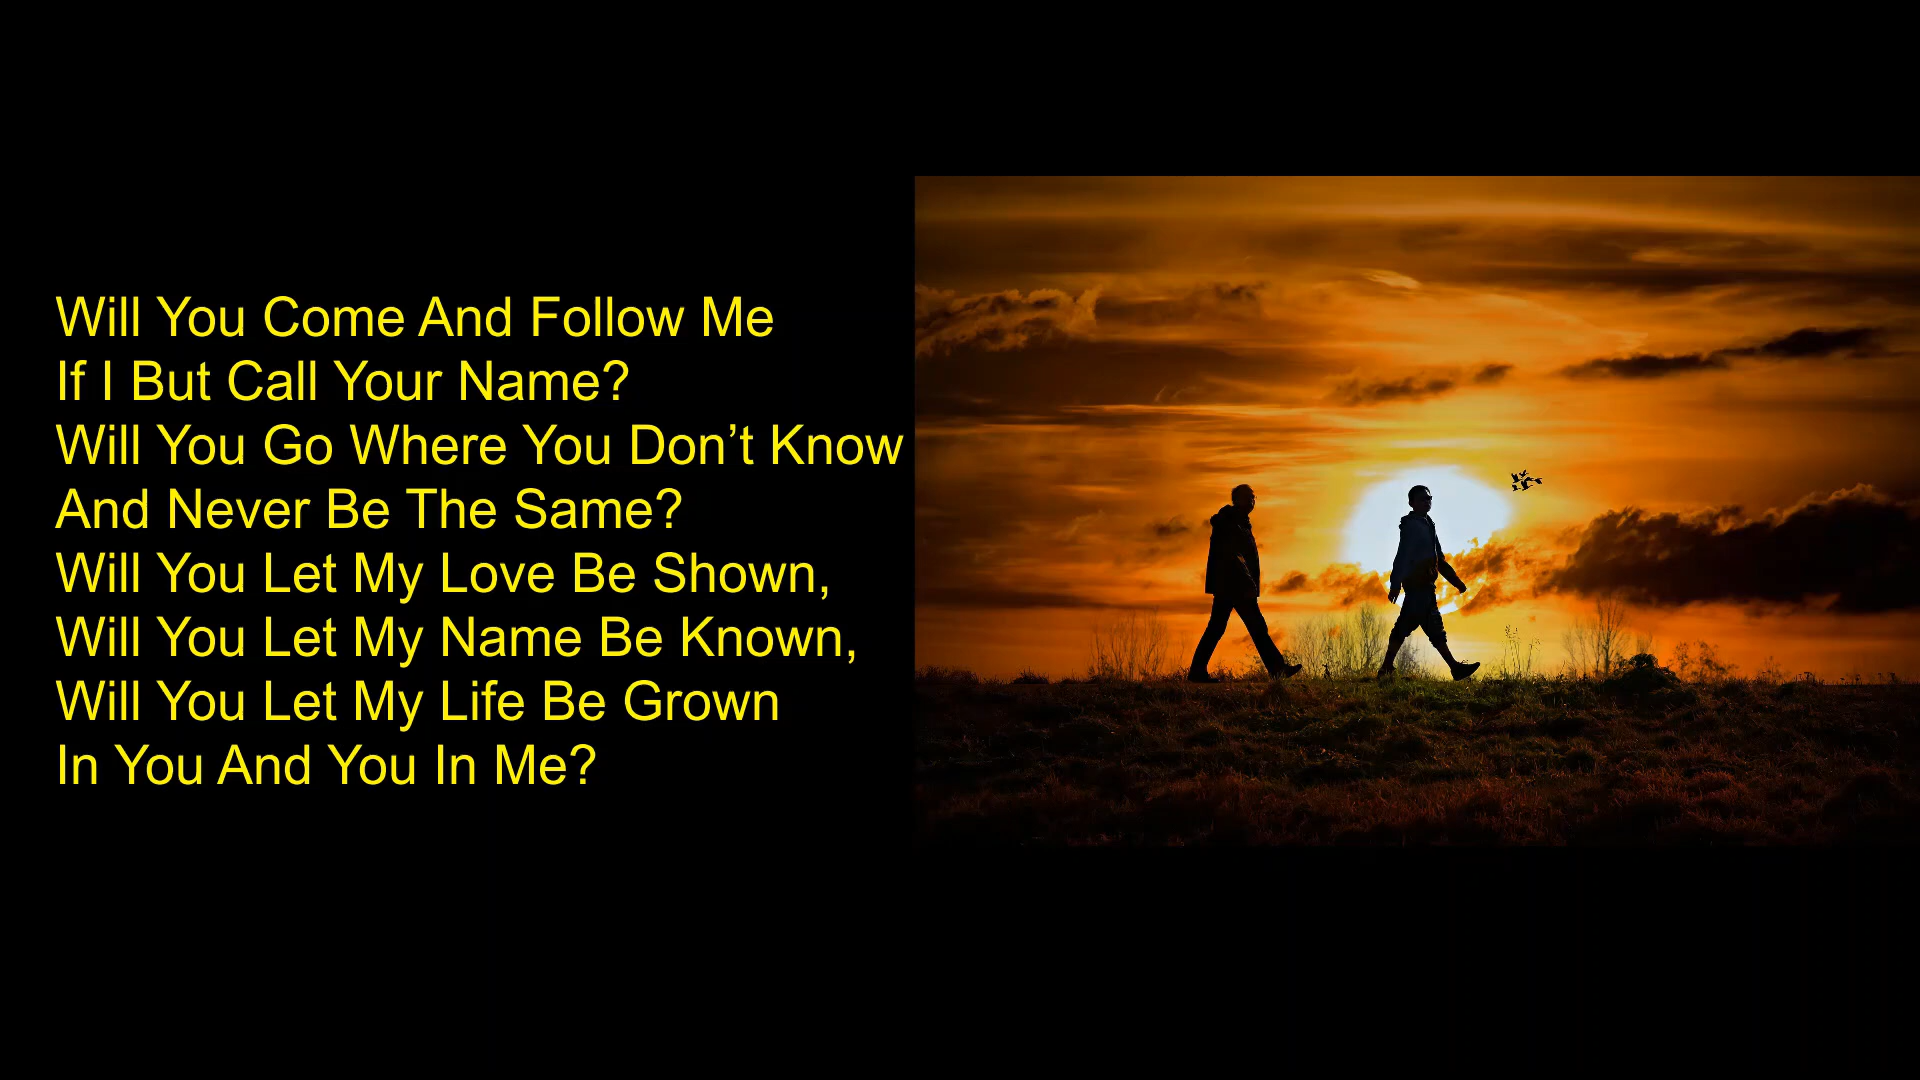 Will You Come And Follow Me
If I But Call Your Name?
Will You Go Where You Don’t Know
And Never Be The Same?
Will You Let My Love Be Shown,
Will You Let My Name Be Known,
Will You Let My Life Be Grown
In You And You In Me?